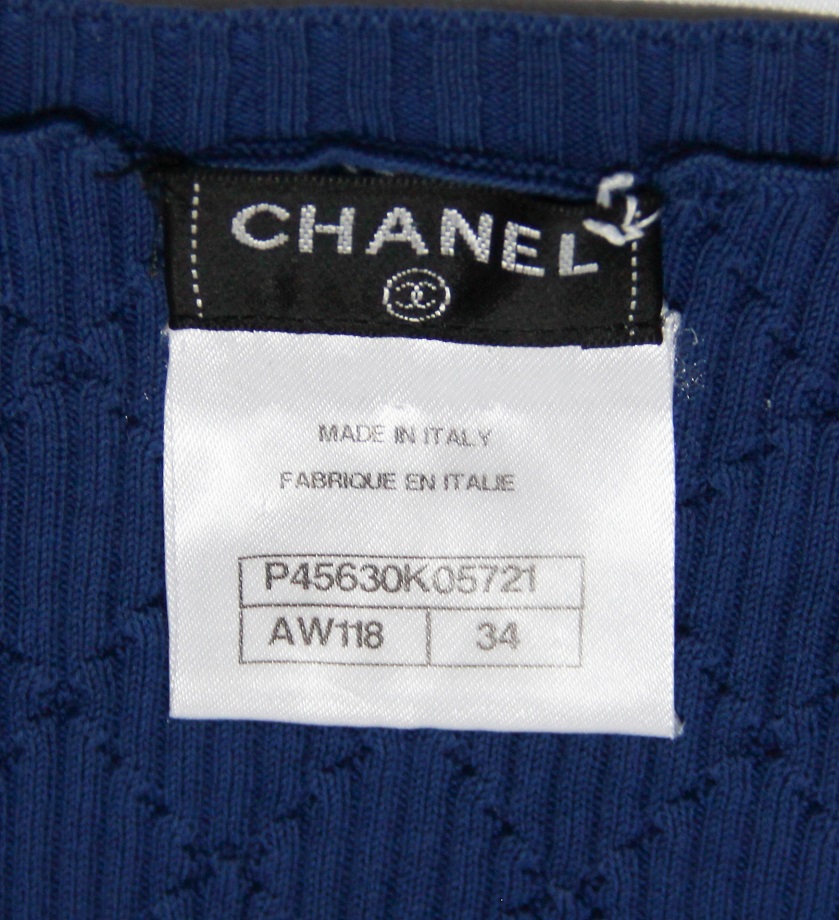 CHANEL
MADE IN ITALY
FABRIQUE EN ITALIE
P45630K05721
AW118 34